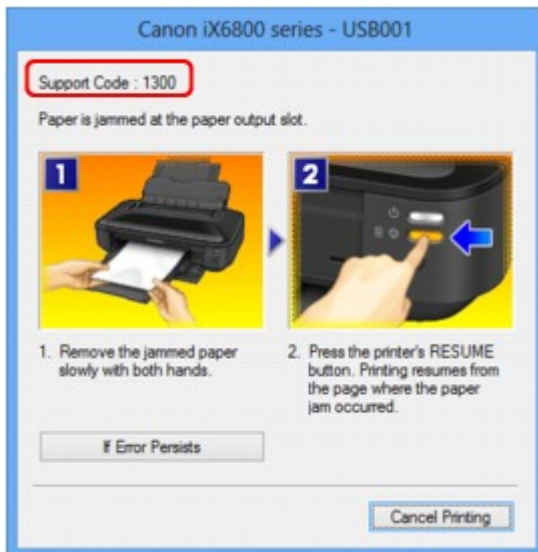 Canon iX6800 series - USB001
Support Code : 1300
Paper is jammed at the paper output slot.
1
2
1. Remove the jammed paper
slowly with both hands.
2. Press the printer's RESUME
button. Printing resumes from
the page where the paper
jam occurred.
If Error Persists
Cancel Printing